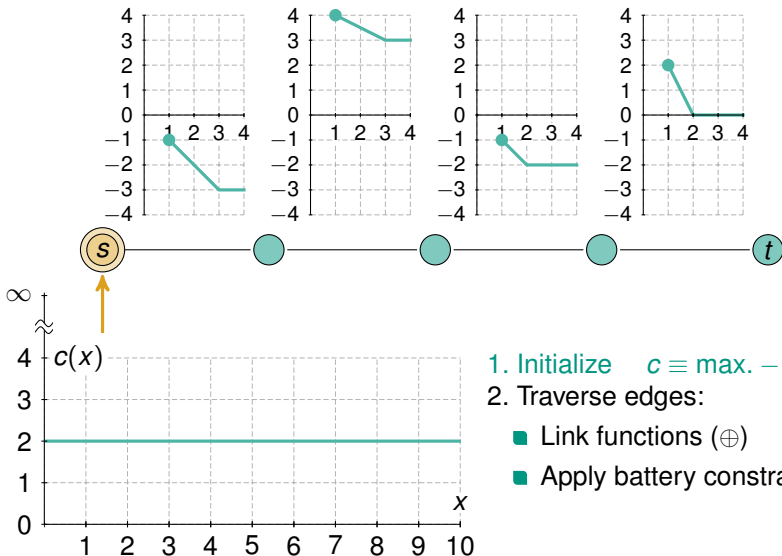 4 4 4 4
3 3 3 3
2 2 2 2
1 1 1 1
0 0 0 0
1 2 3 4 1 2 3 4 1 2 3 4 1 2 3 4
−1 −1 −1 −1
−2 −2 −2 −2
−3 −3 −3 −3
−4 −4 −4 −4
s t
∞
4 c(x)
3
2
1
0
x
1 2 3 4 5 6 7 8 9 10
1. Initialize c ≡ max. −
2. Traverse edges:
Link functions (⊕)
Apply battery constra